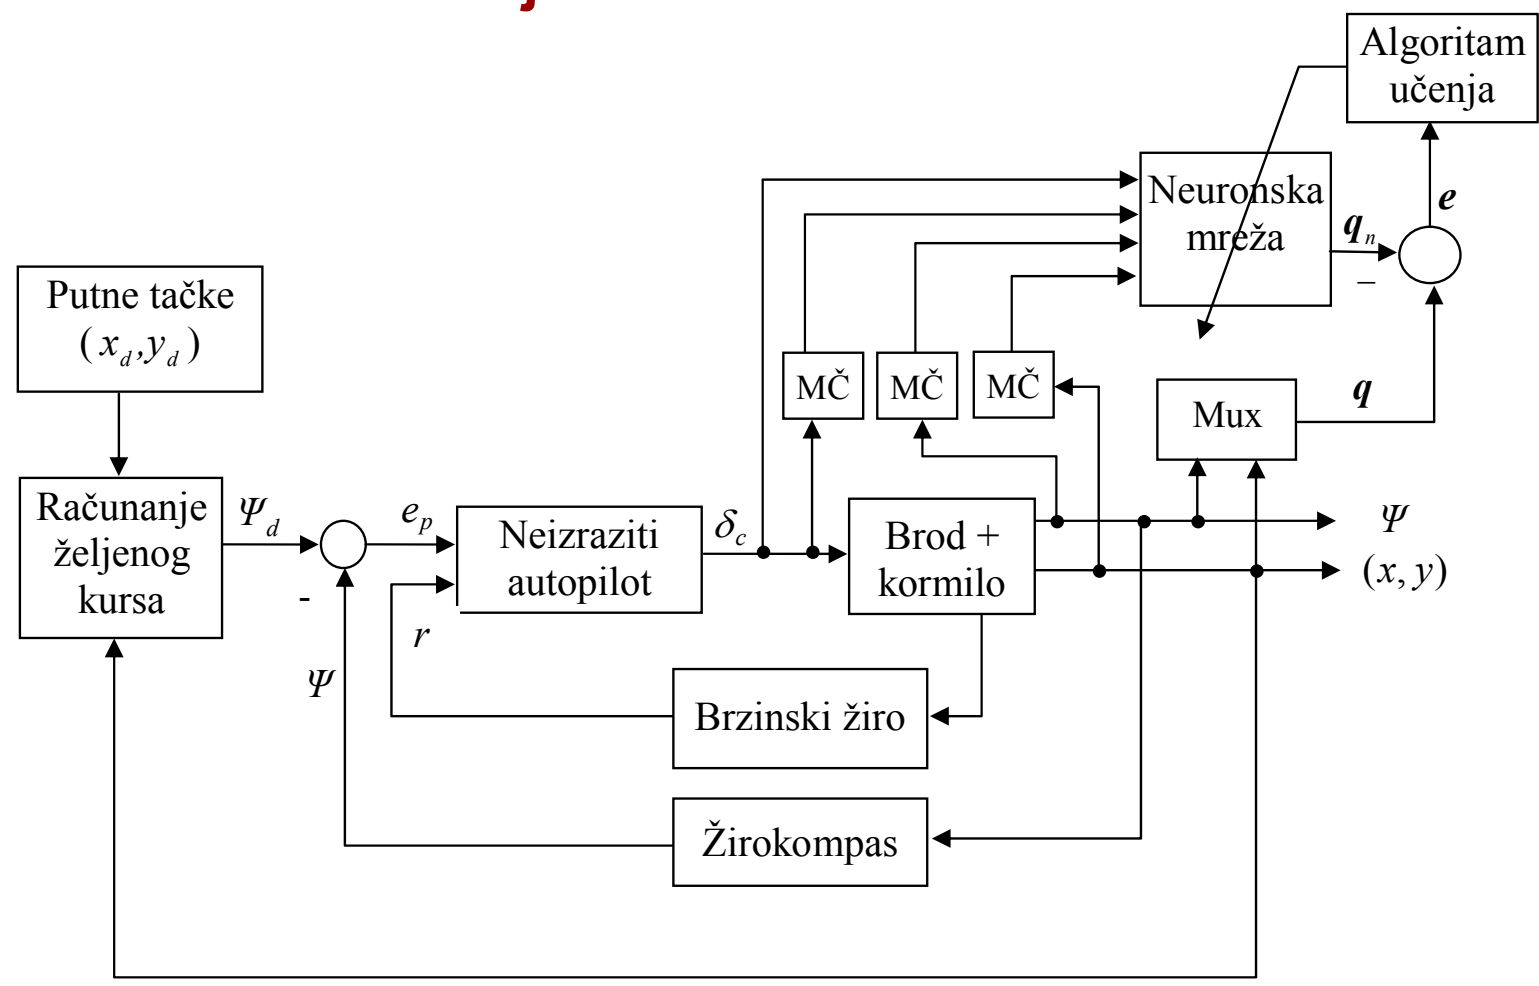 Algoritam
učenja
Neuronska
mreža
q_n
e
–
Putne tačke
(x_d,y_d)
MČ
MČ
MČ
Mux
q
Računanje
željenog
kursa
Ψ_d
-
e_p
Neizraziti
autopilot
δ_c
Brod +
kormilo
Ψ
(x, y)
r
Ψ
Brzinski žiro
Žirokompas